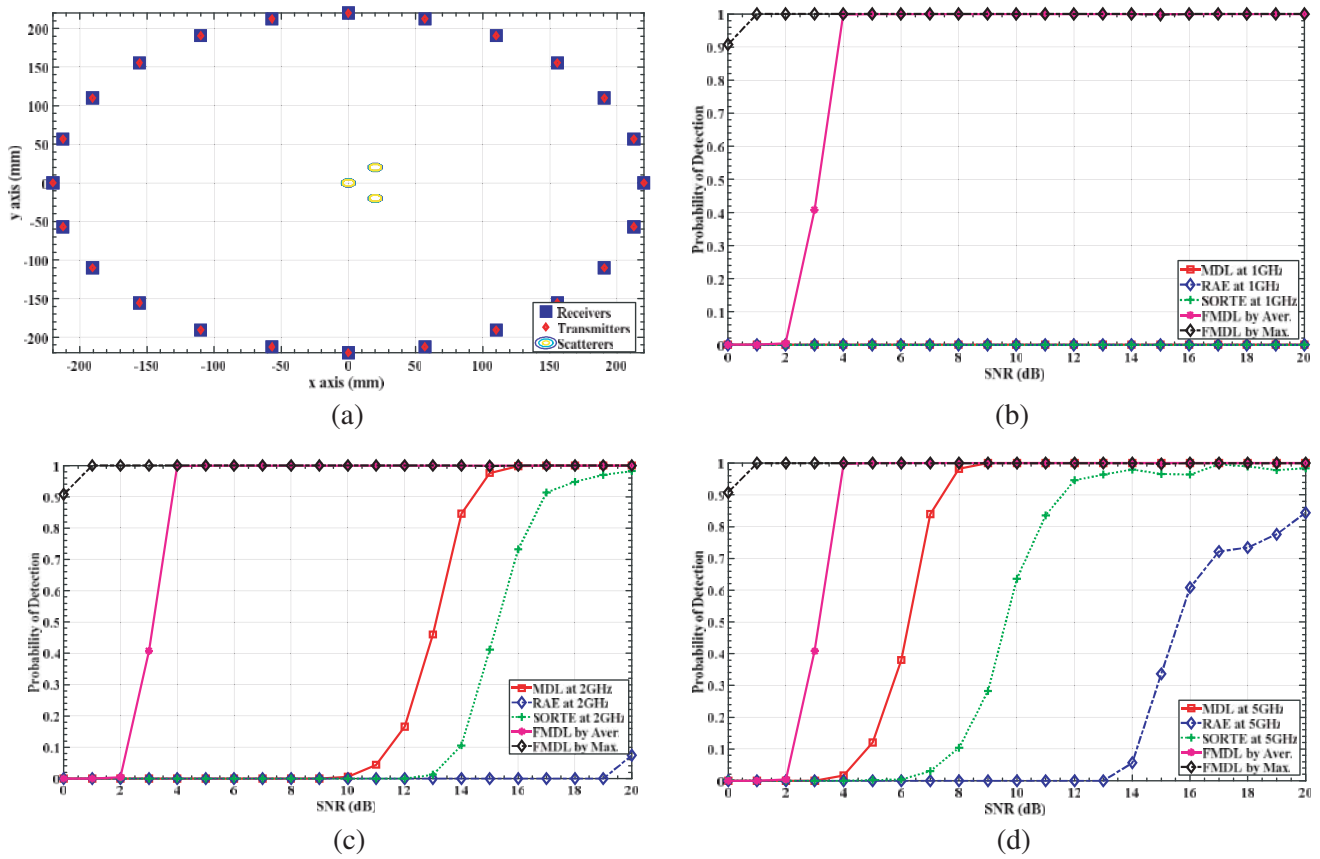 200
150
100
50
0
-50
-100
-150
-200
-200
-150
-100
-50
0
50
100
150
200
y axis (mm)
x axis (mm)
Receivers
Transmitters
Scatterers
(a)
1
0.9
0.8
0.7
0.6
0.5
0.4
0.3
0.2
0.1
0
0
2
4
6
8
10
12
14
16
18
20
Probability of Detection
SNR (dB)
MDL at 1GHz
RAE at 1GHz
SORTE at 1GHz
FMDL by Aver.
FMDL by Max.
(b)
1
0.9
0.8
0.7
0.6
0.5
0.4
0.3
0.2
0.1
0
0
2
4
6
8
10
12
14
16
18
20
Probability of Detection
SNR (dB)
MDL at 2GHz
RAE at 2GHz
SORTE at 2GHz
FMDL by Aver.
FMDL by Max.
(c)
1
0.9
0.8
0.7
0.6
0.5
0.4
0.3
0.2
0.1
0
0
2
4
6
8
10
12
14
16
18
20
Probability of Detection
SNR (dB)
MDL at 5GHz
RAE at 5GHz
SORTE at 5GHz
FMDL by Aver.
FMDL by Max.
(d)